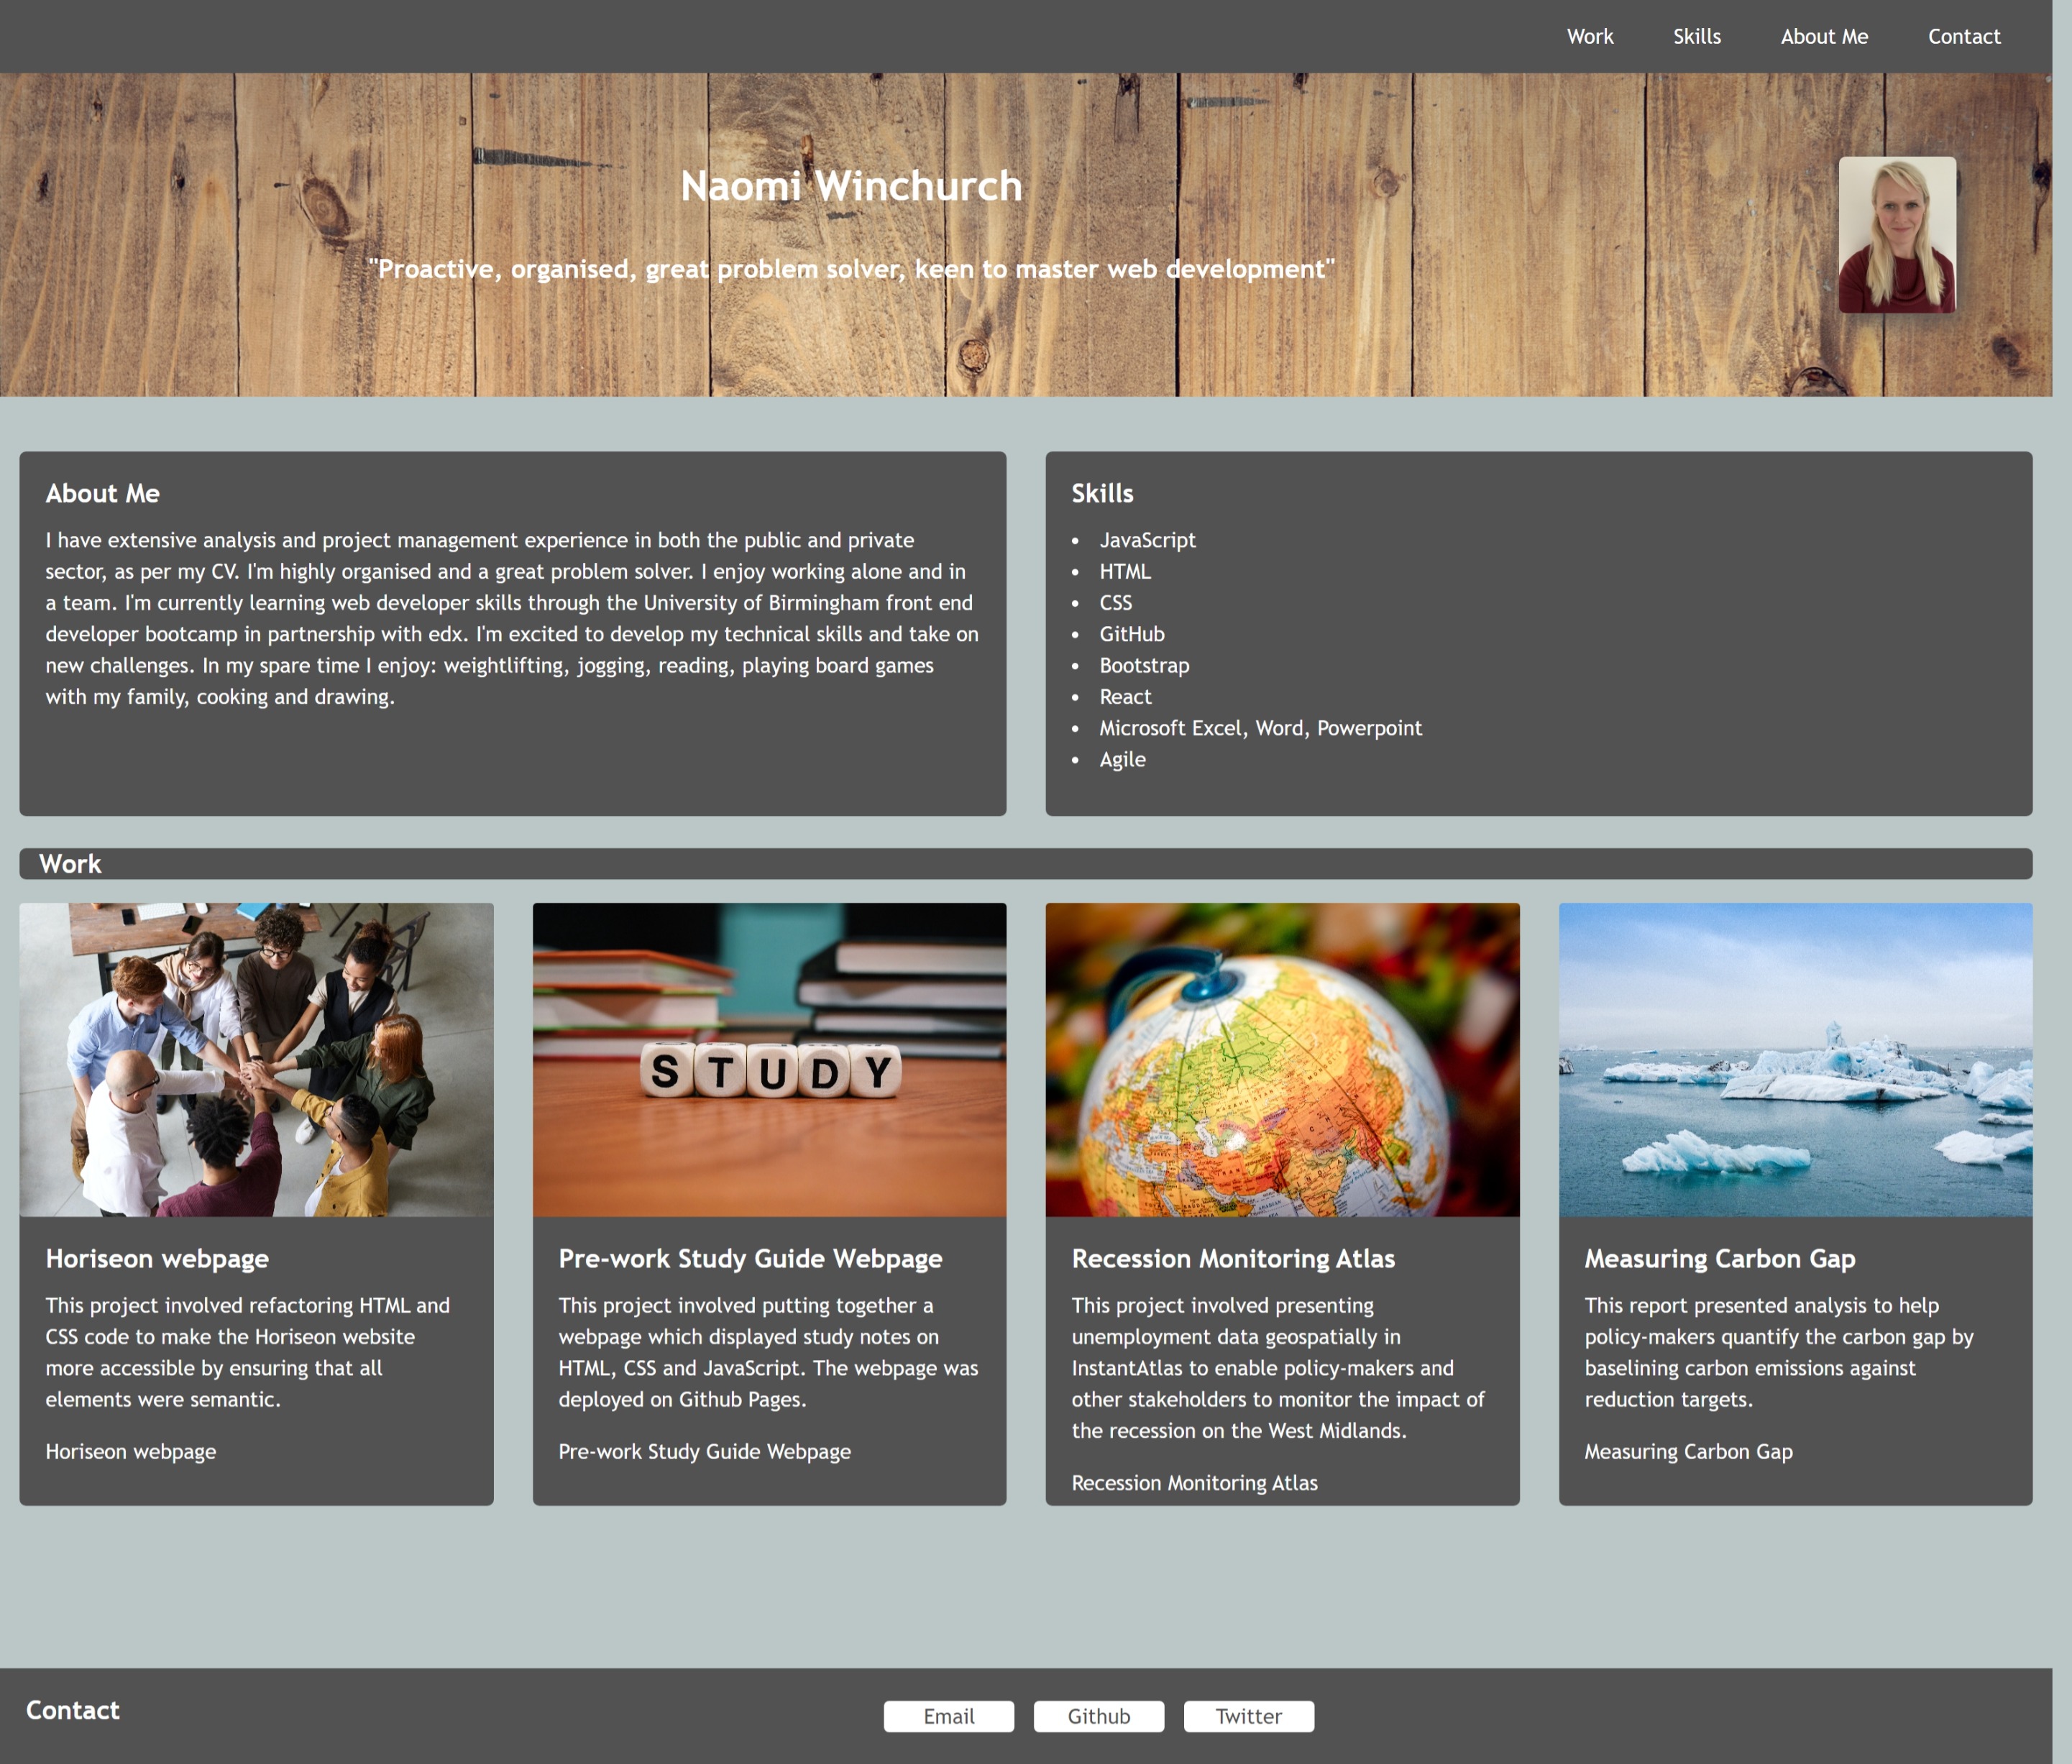 Work Skills About Me Contact
Naomi Winchurch
"Proactive, organised, great problem solver, keen to master web development"
About Me
I have extensive analysis and project management experience in both the public and private
sector, as per my CV. I'm highly organised and a great problem solver. I enjoy working alone and in
a team. I'm currently learning web developer skills through the University of Birmingham front end
developer bootcamp in partnership with edx. I'm excited to develop my technical skills and take on
new challenges. In my spare time I enjoy: weightlifting, jogging, reading, playing board games
with my family, cooking and drawing.
Skills
• JavaScript
• HTML
• CSS
• GitHub
• Bootstrap
• React
• Microsoft Excel, Word, Powerpoint
• Agile
Work
Horiseon webpage
This project involved refactoring HTML and
CSS code to make the Horiseon website
more accessible by ensuring that all
elements were semantic.
Horiseon webpage
STUDY
Pre-work Study Guide Webpage
This project involved putting together a
webpage which displayed study notes on
HTML, CSS and JavaScript. The webpage was
deployed on Github Pages.
Pre-work Study Guide Webpage
Recession Monitoring Atlas
This project involved presenting
unemployment data geospatially in
InstantAtlas to enable policy-makers and
other stakeholders to monitor the impact of
the recession on the West Midlands.
Recession Monitoring Atlas
Measuring Carbon Gap
This report presented analysis to help
policy-makers quantify the carbon gap by
baselining carbon emissions against
reduction targets.
Measuring Carbon Gap
Contact
Email Github Twitter